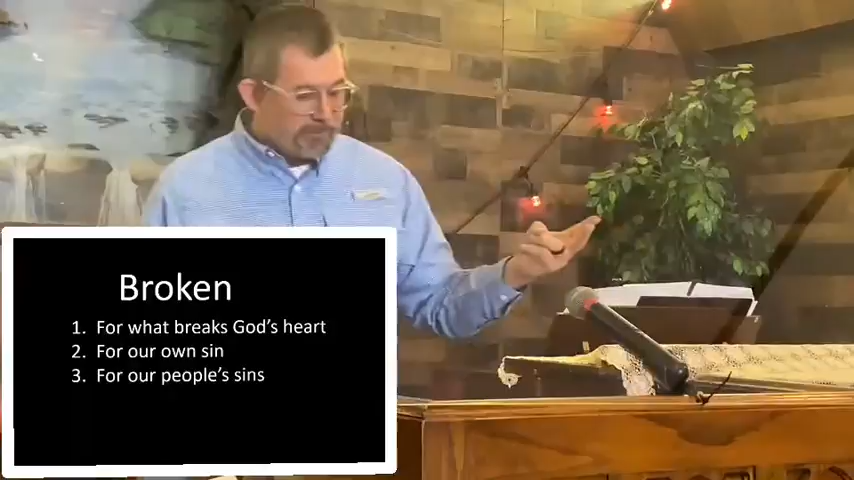 Broken
1. For what breaks God's heart
2. For our own sin
3. For our people's sins